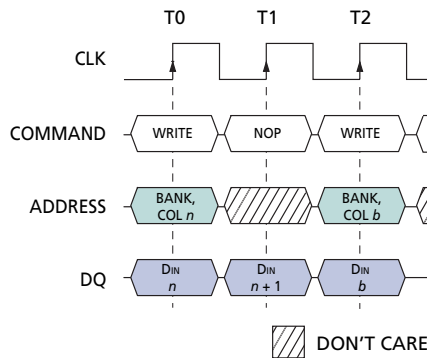 T0 T1 T2
CLK
COMMAND WRITE NOP WRITE
ADDRESS BANK, COL n BANK, COL b
DQ DIN n DIN n + 1 DIN b
DON'T CARE